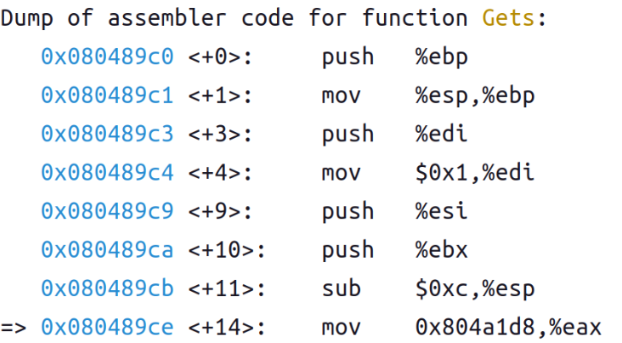 Dump of assembler code for function Gets:
   0x080489c0 <+0>:	push   %ebp
   0x080489c1 <+1>:	mov    %esp,%ebp
   0x080489c3 <+3>:	push   %edi
   0x080489c4 <+4>:	mov    $0x1,%edi
   0x080489c9 <+9>:	push   %esi
   0x080489ca <+10>:	push   %ebx
   0x080489cb <+11>:	sub    $0xc,%esp
=> 0x080489ce <+14>:	mov    0x804a1d8,%eax